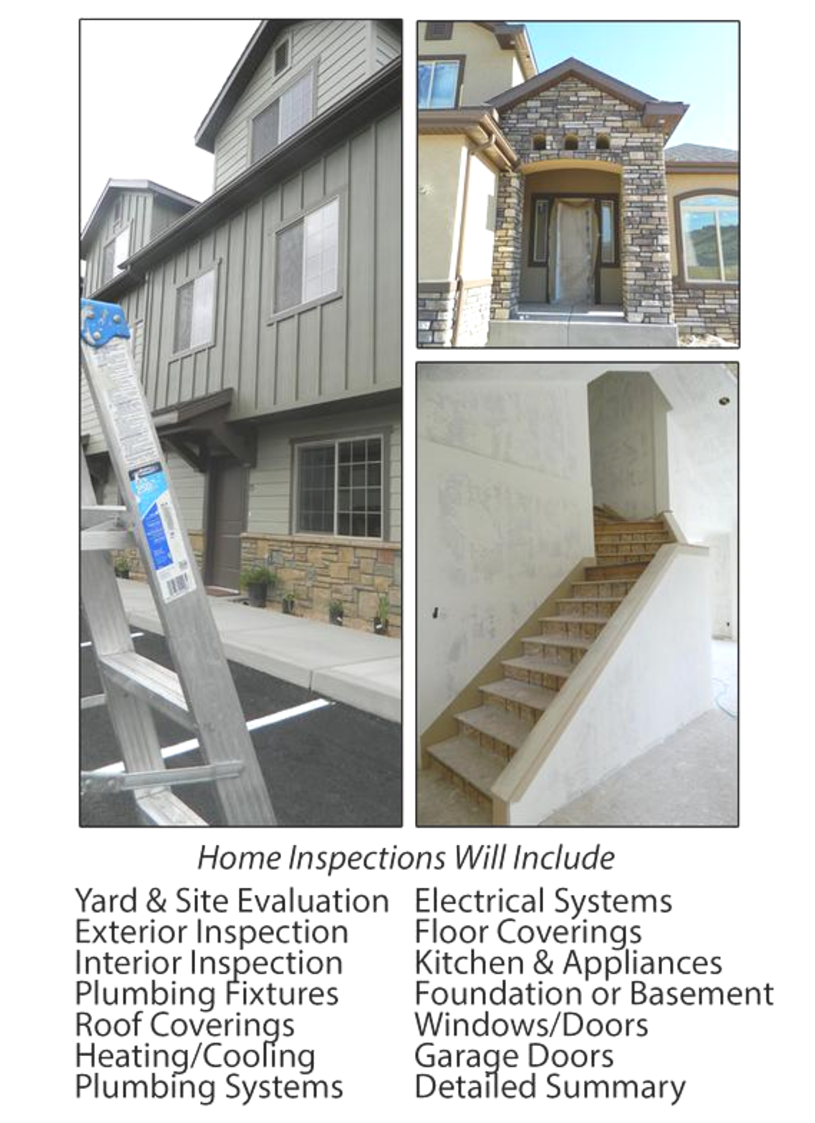 Home Inspections Will Include
Yard & Site Evaluation
Exterior Inspection
Interior Inspection
Plumbing Fixtures
Roof Coverings
Heating/Cooling
Plumbing Systems
Electrical Systems
Floor Coverings
Kitchen & Appliances
Foundation or Basement
Windows/Doors
Garage Doors
Detailed Summary